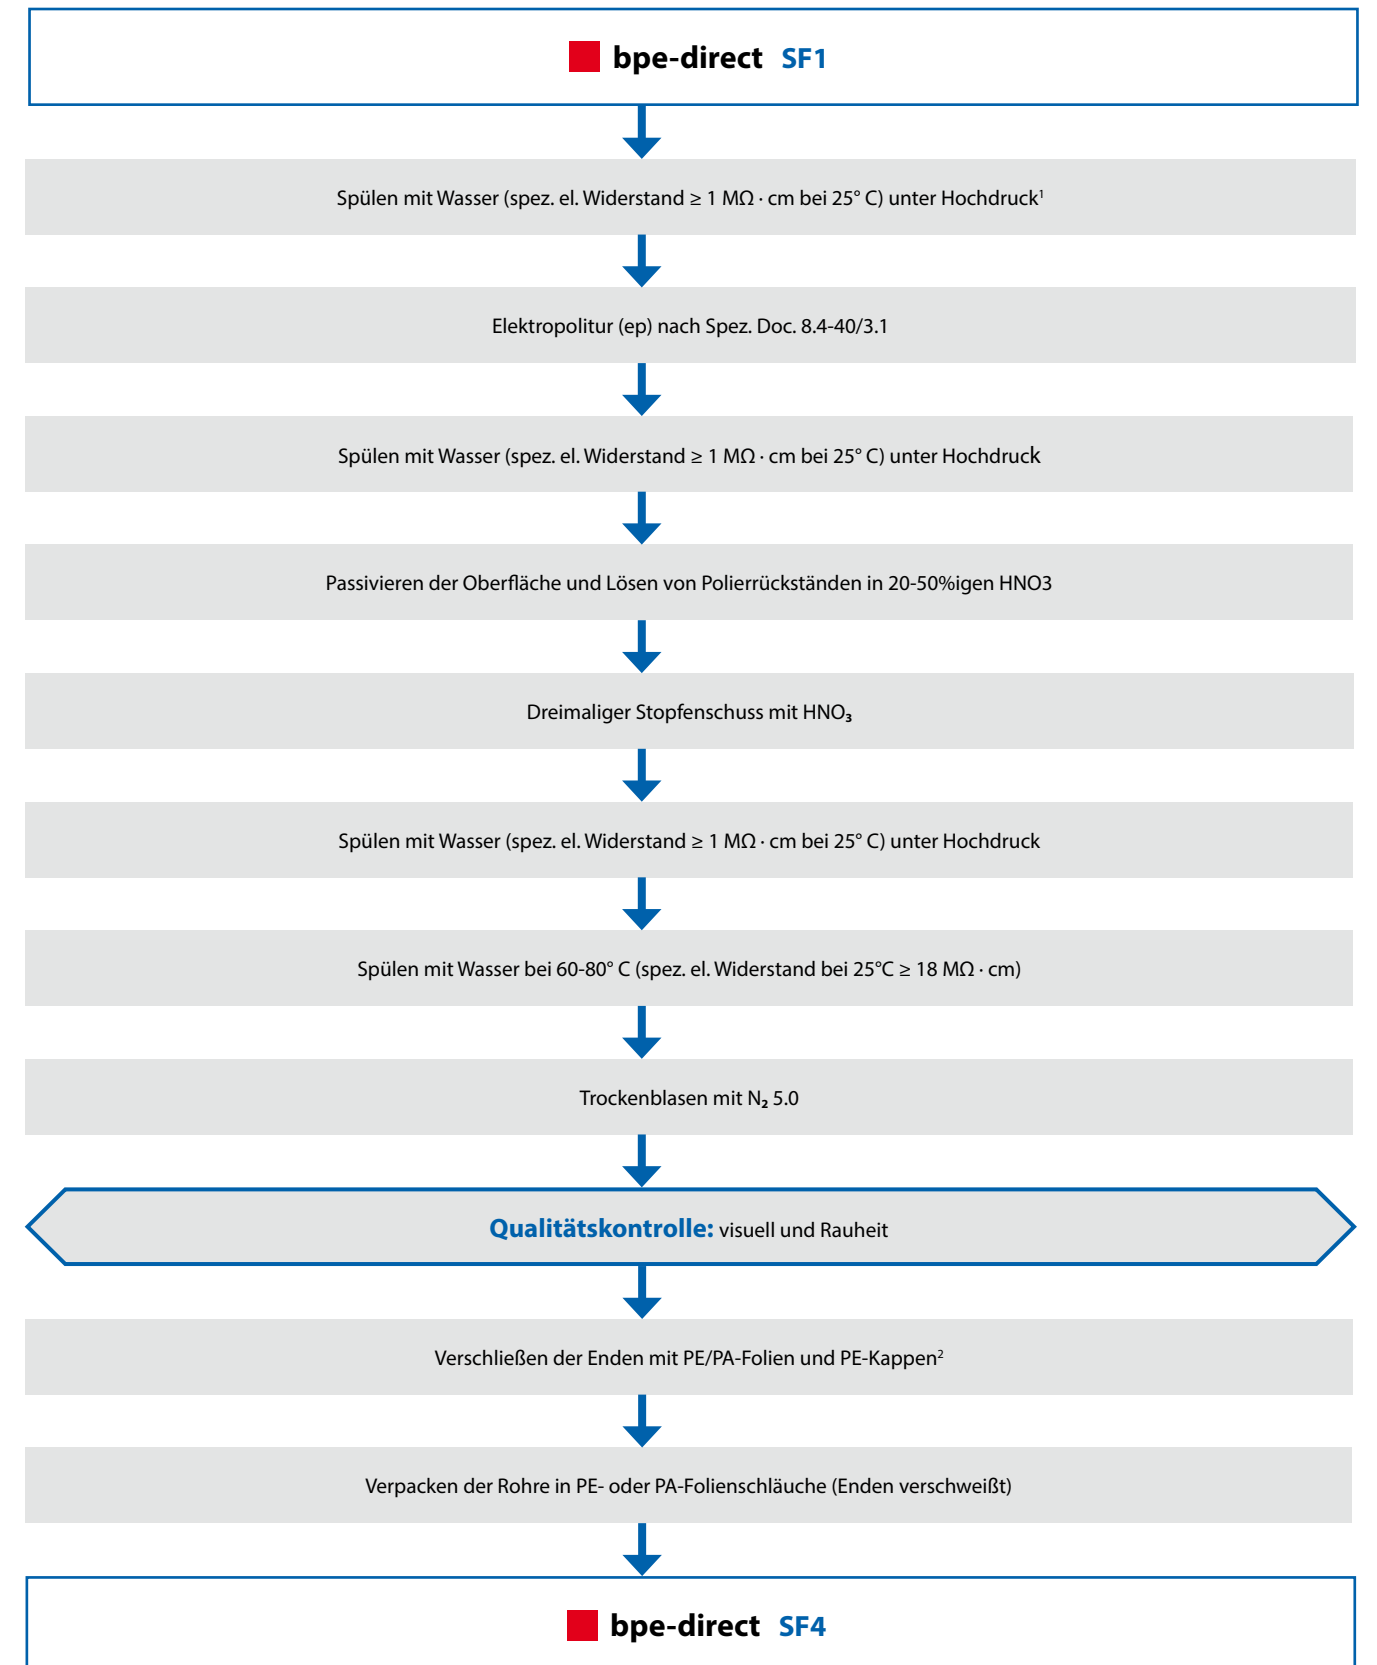 bpe-direct SF1
Spülen mit Wasser (spez. el. Widerstand ≥ 1 MΩ · cm bei 25° C) unter Hochdruck¹
Elektropolitur (ep) nach Spez. Doc. 8.4-40/3.1
Spülen mit Wasser (spez. el. Widerstand ≥ 1 MΩ · cm bei 25° C) unter Hochdruck
Passivieren der Oberfläche und Lösen von Polierrückständen in 20-50%igen HNO3
Dreimaliger Stopfenschuss mit HNO₃
Spülen mit Wasser (spez. el. Widerstand ≥ 1 MΩ · cm bei 25° C) unter Hochdruck
Spülen mit Wasser bei 60-80° C (spez. el. Widerstand bei 25°C ≥ 18 MΩ · cm)
Trockenblasen mit N₂ 5.0
Qualitätskontrolle: visuell und Rauheit
Verschließen der Enden mit PE/PA-Folien und PE-Kappen²
Verpacken der Rohre in PE- oder PA-Folienschläuche (Enden verschweißt)
bpe-direct SF4